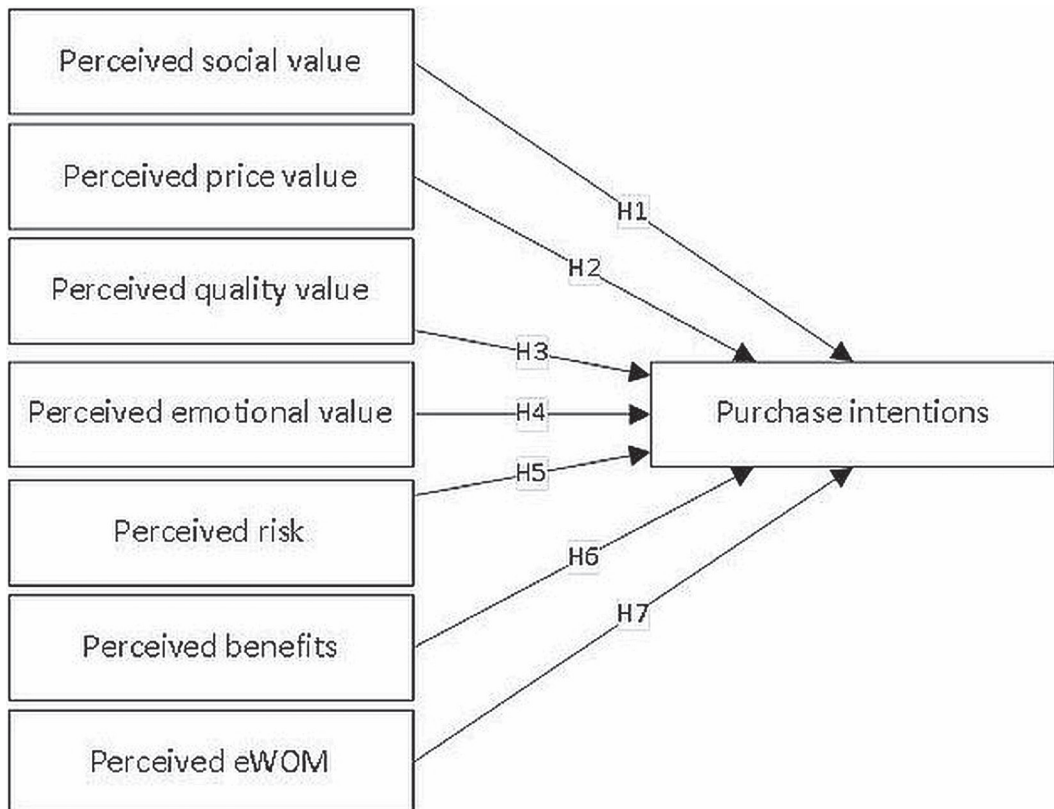 Perceived social value
Perceived price value
Perceived quality value
Perceived emotional value
Perceived risk
Perceived benefits
Perceived eWOM
H1
H2
H3
H4
H5
H6
H7
Purchase intentions